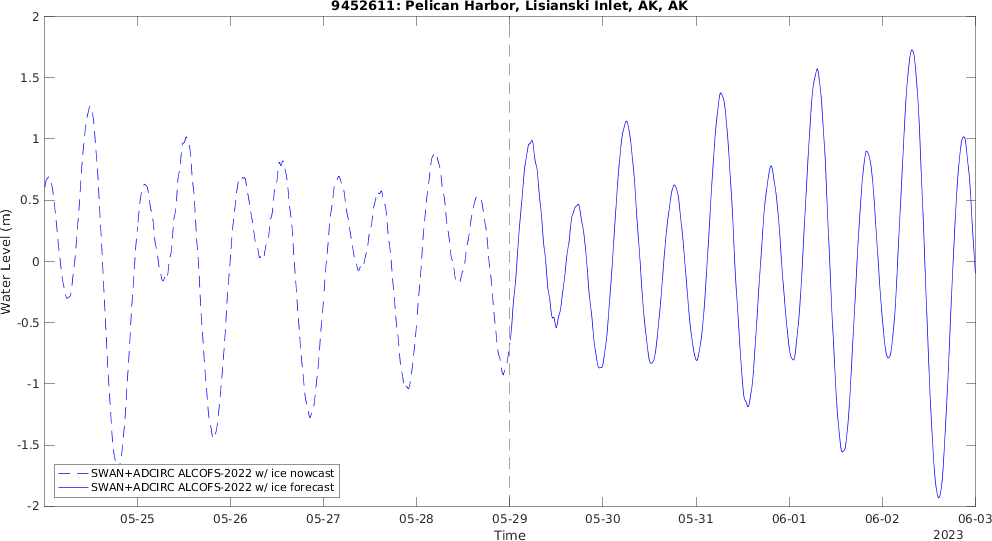 9452611: Pelican Harbor, Lisianski Inlet, AK, AK
2
1.5
1
0.5
0
-0.5
-1
-1.5
-2
Water Level (m)
SWAN+ADCIRC ALCOFS-2022 w/ ice nowcast
SWAN+ADCIRC ALCOFS-2022 w/ ice forecast
05-25 05-26 05-27 05-28 05-29 05-30 05-31 06-01 06-02 06-03
Time
2023